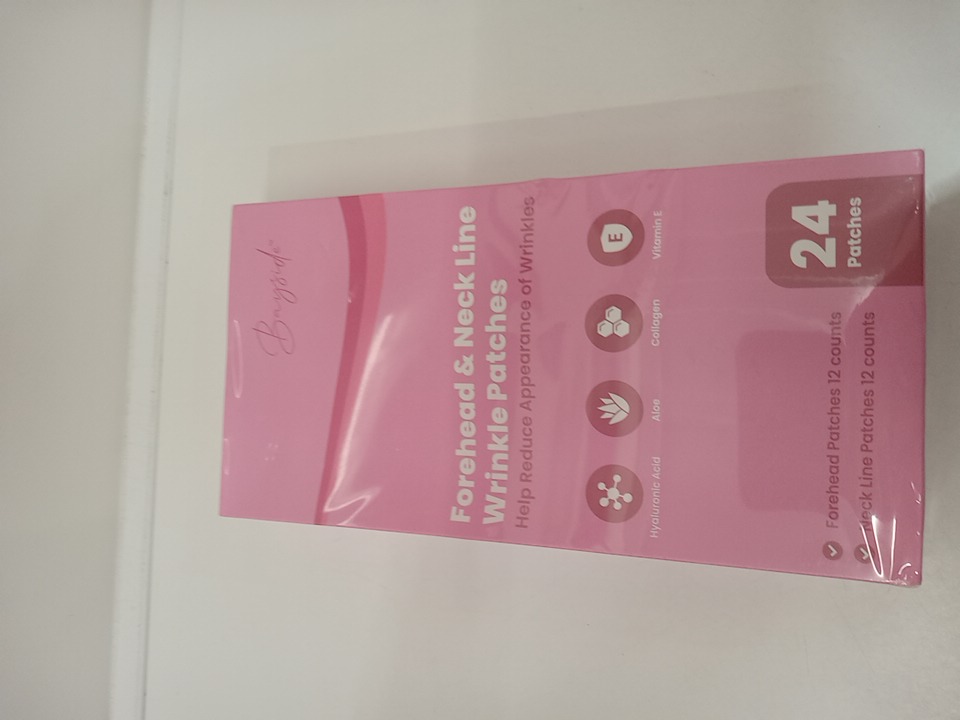 Bayside™
Forehead & Neck Line
Wrinkle Patches
Help Reduce Appearance of Wrinkles
E
Hyaluronic Acid
Aloe
Collagen
Vitamin E
Forehead Patches 12 counts
Neck Line Patches 12 counts
24
Patches